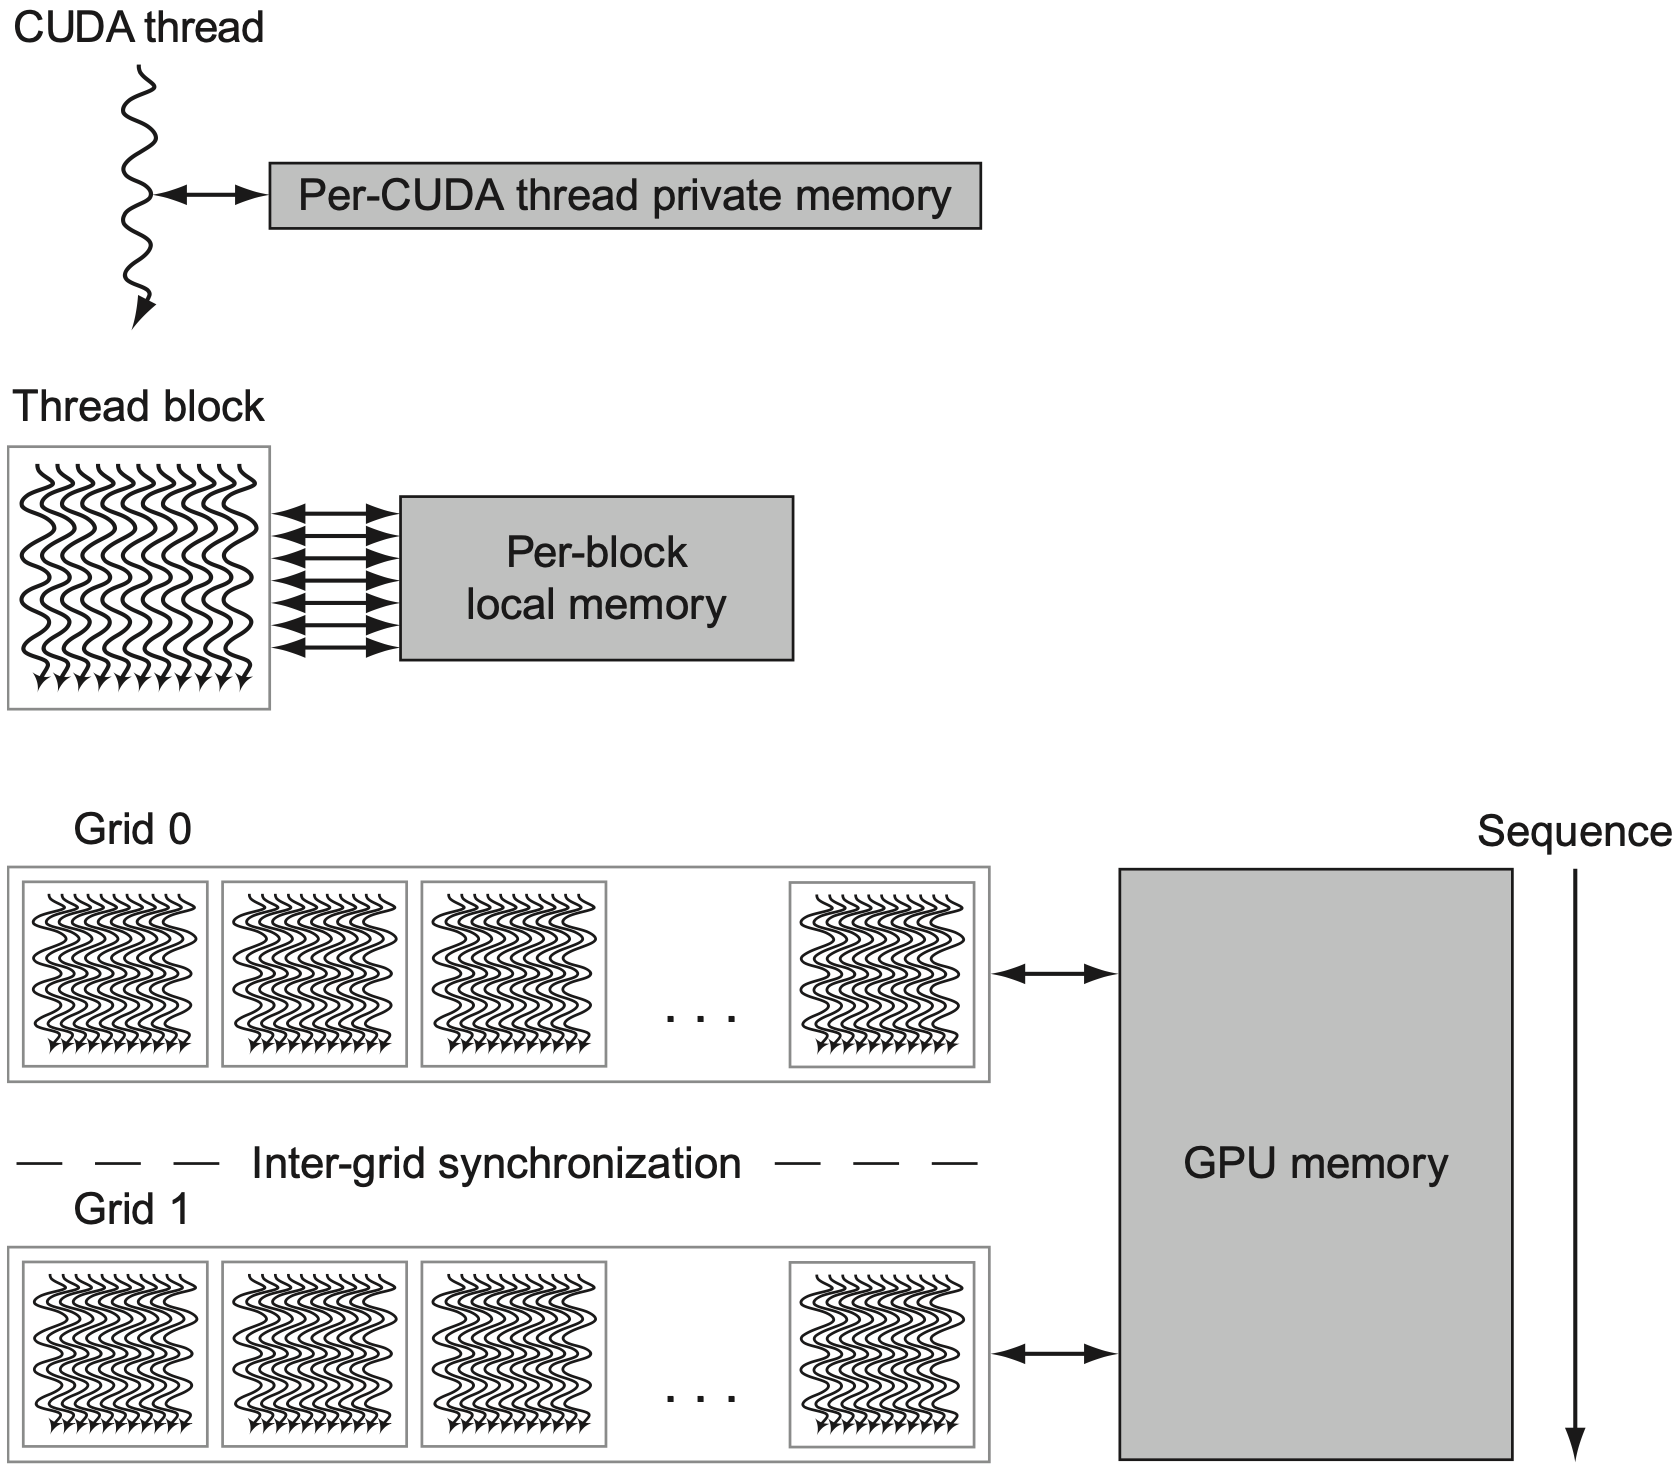 CUDA thread
Per-CUDA thread private memory
Thread block
Per-block
local memory
Grid 0
Sequence
. . .
Inter-grid synchronization
GPU memory
Grid 1
. . .